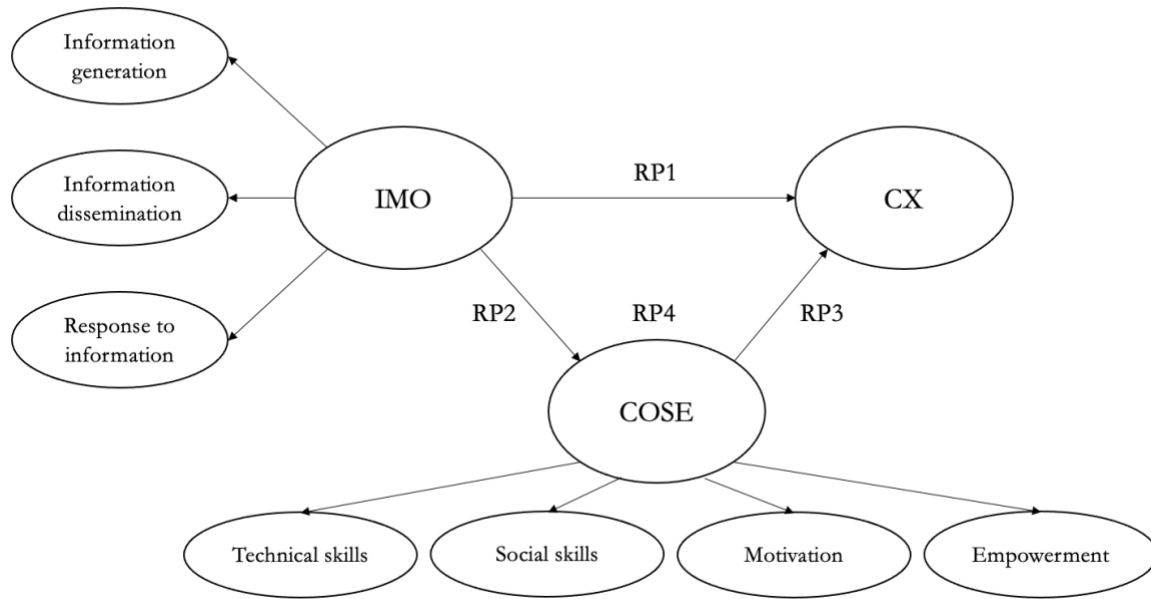 Information
generation
Information
dissemination
Response to
information
IMO
RP1
CX
RP2
RP4
RP3
COSE
Technical skills
Social skills
Motivation
Empowerment